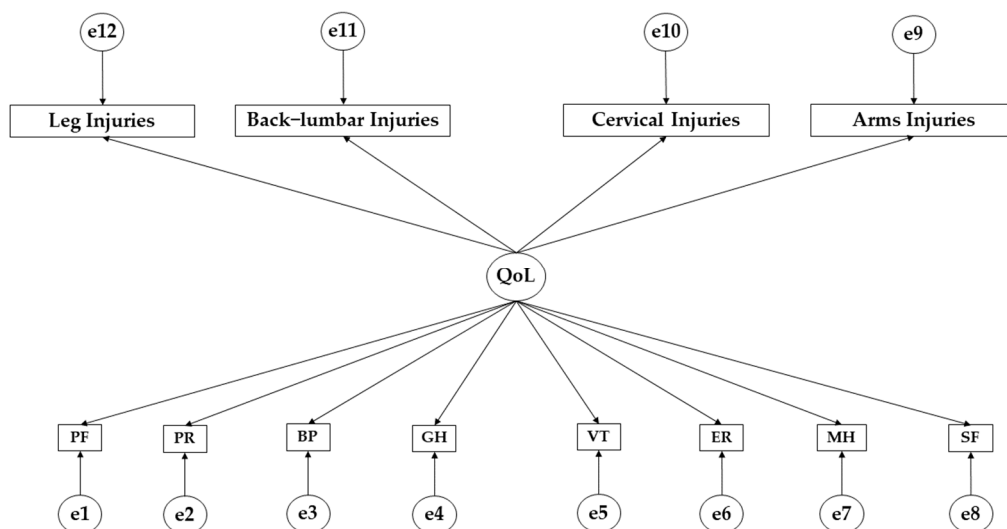 e12
e11
e10
e9
Leg Injuries
Back–lumbar Injuries
Cervical Injuries
Arms Injuries
QoL
PF
PR
BP
GH
VT
ER
MH
SF
e1
e2
e3
e4
e5
e6
e7
e8